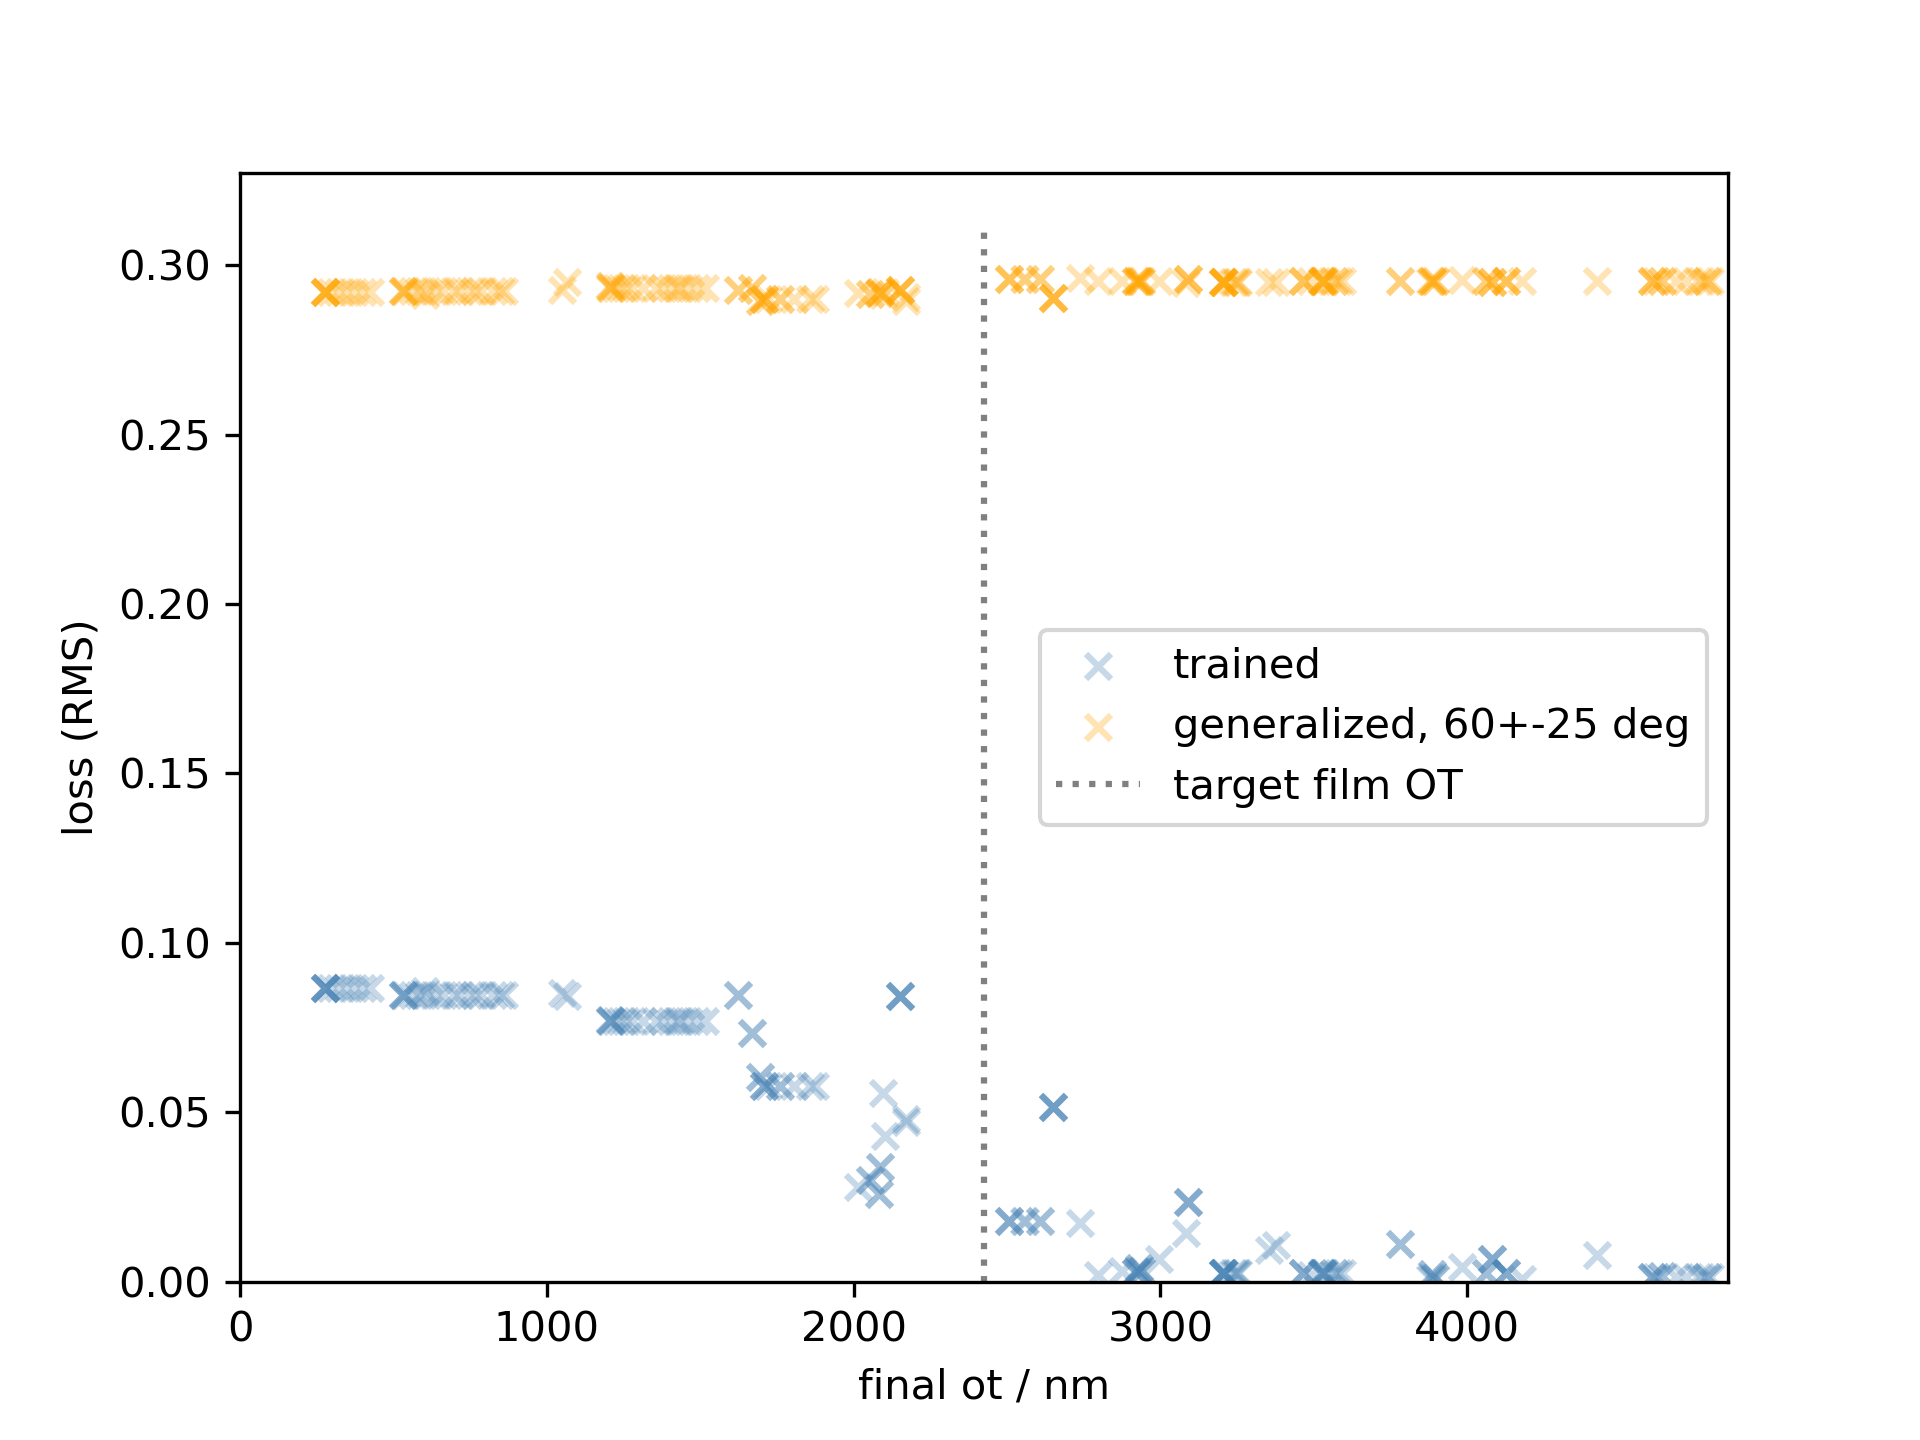 0.30
0.25
0.20
0.15
0.10
0.05
0.00
loss (RMS)
trained
generalized, 60+-25 deg
target film OT
0 1000 2000 3000 4000
final ot / nm